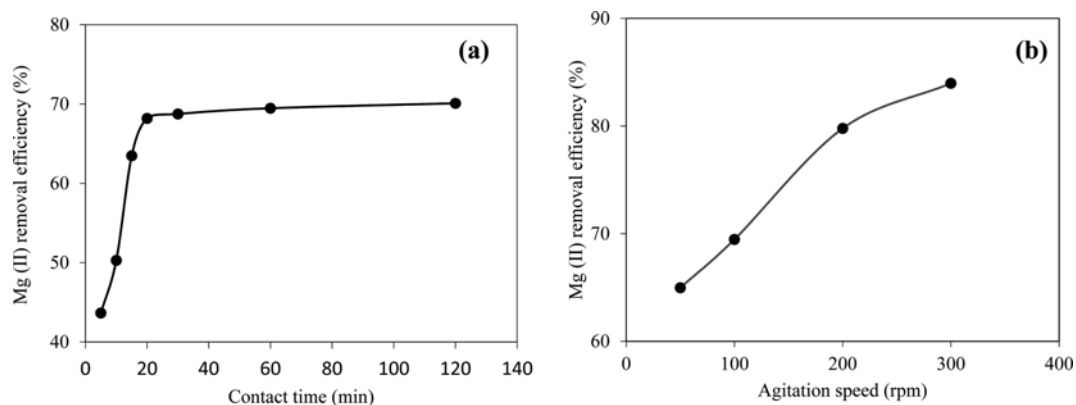 80
70
60
50
40
Mg (II) removal efficiency (%)
(a)
0 20 40 60 80 100 120 140
Contact time (min)
90
80
70
60
Mg (II) removal efficiency (%)
(b)
0 100 200 300 400
Agitation speed (rpm)